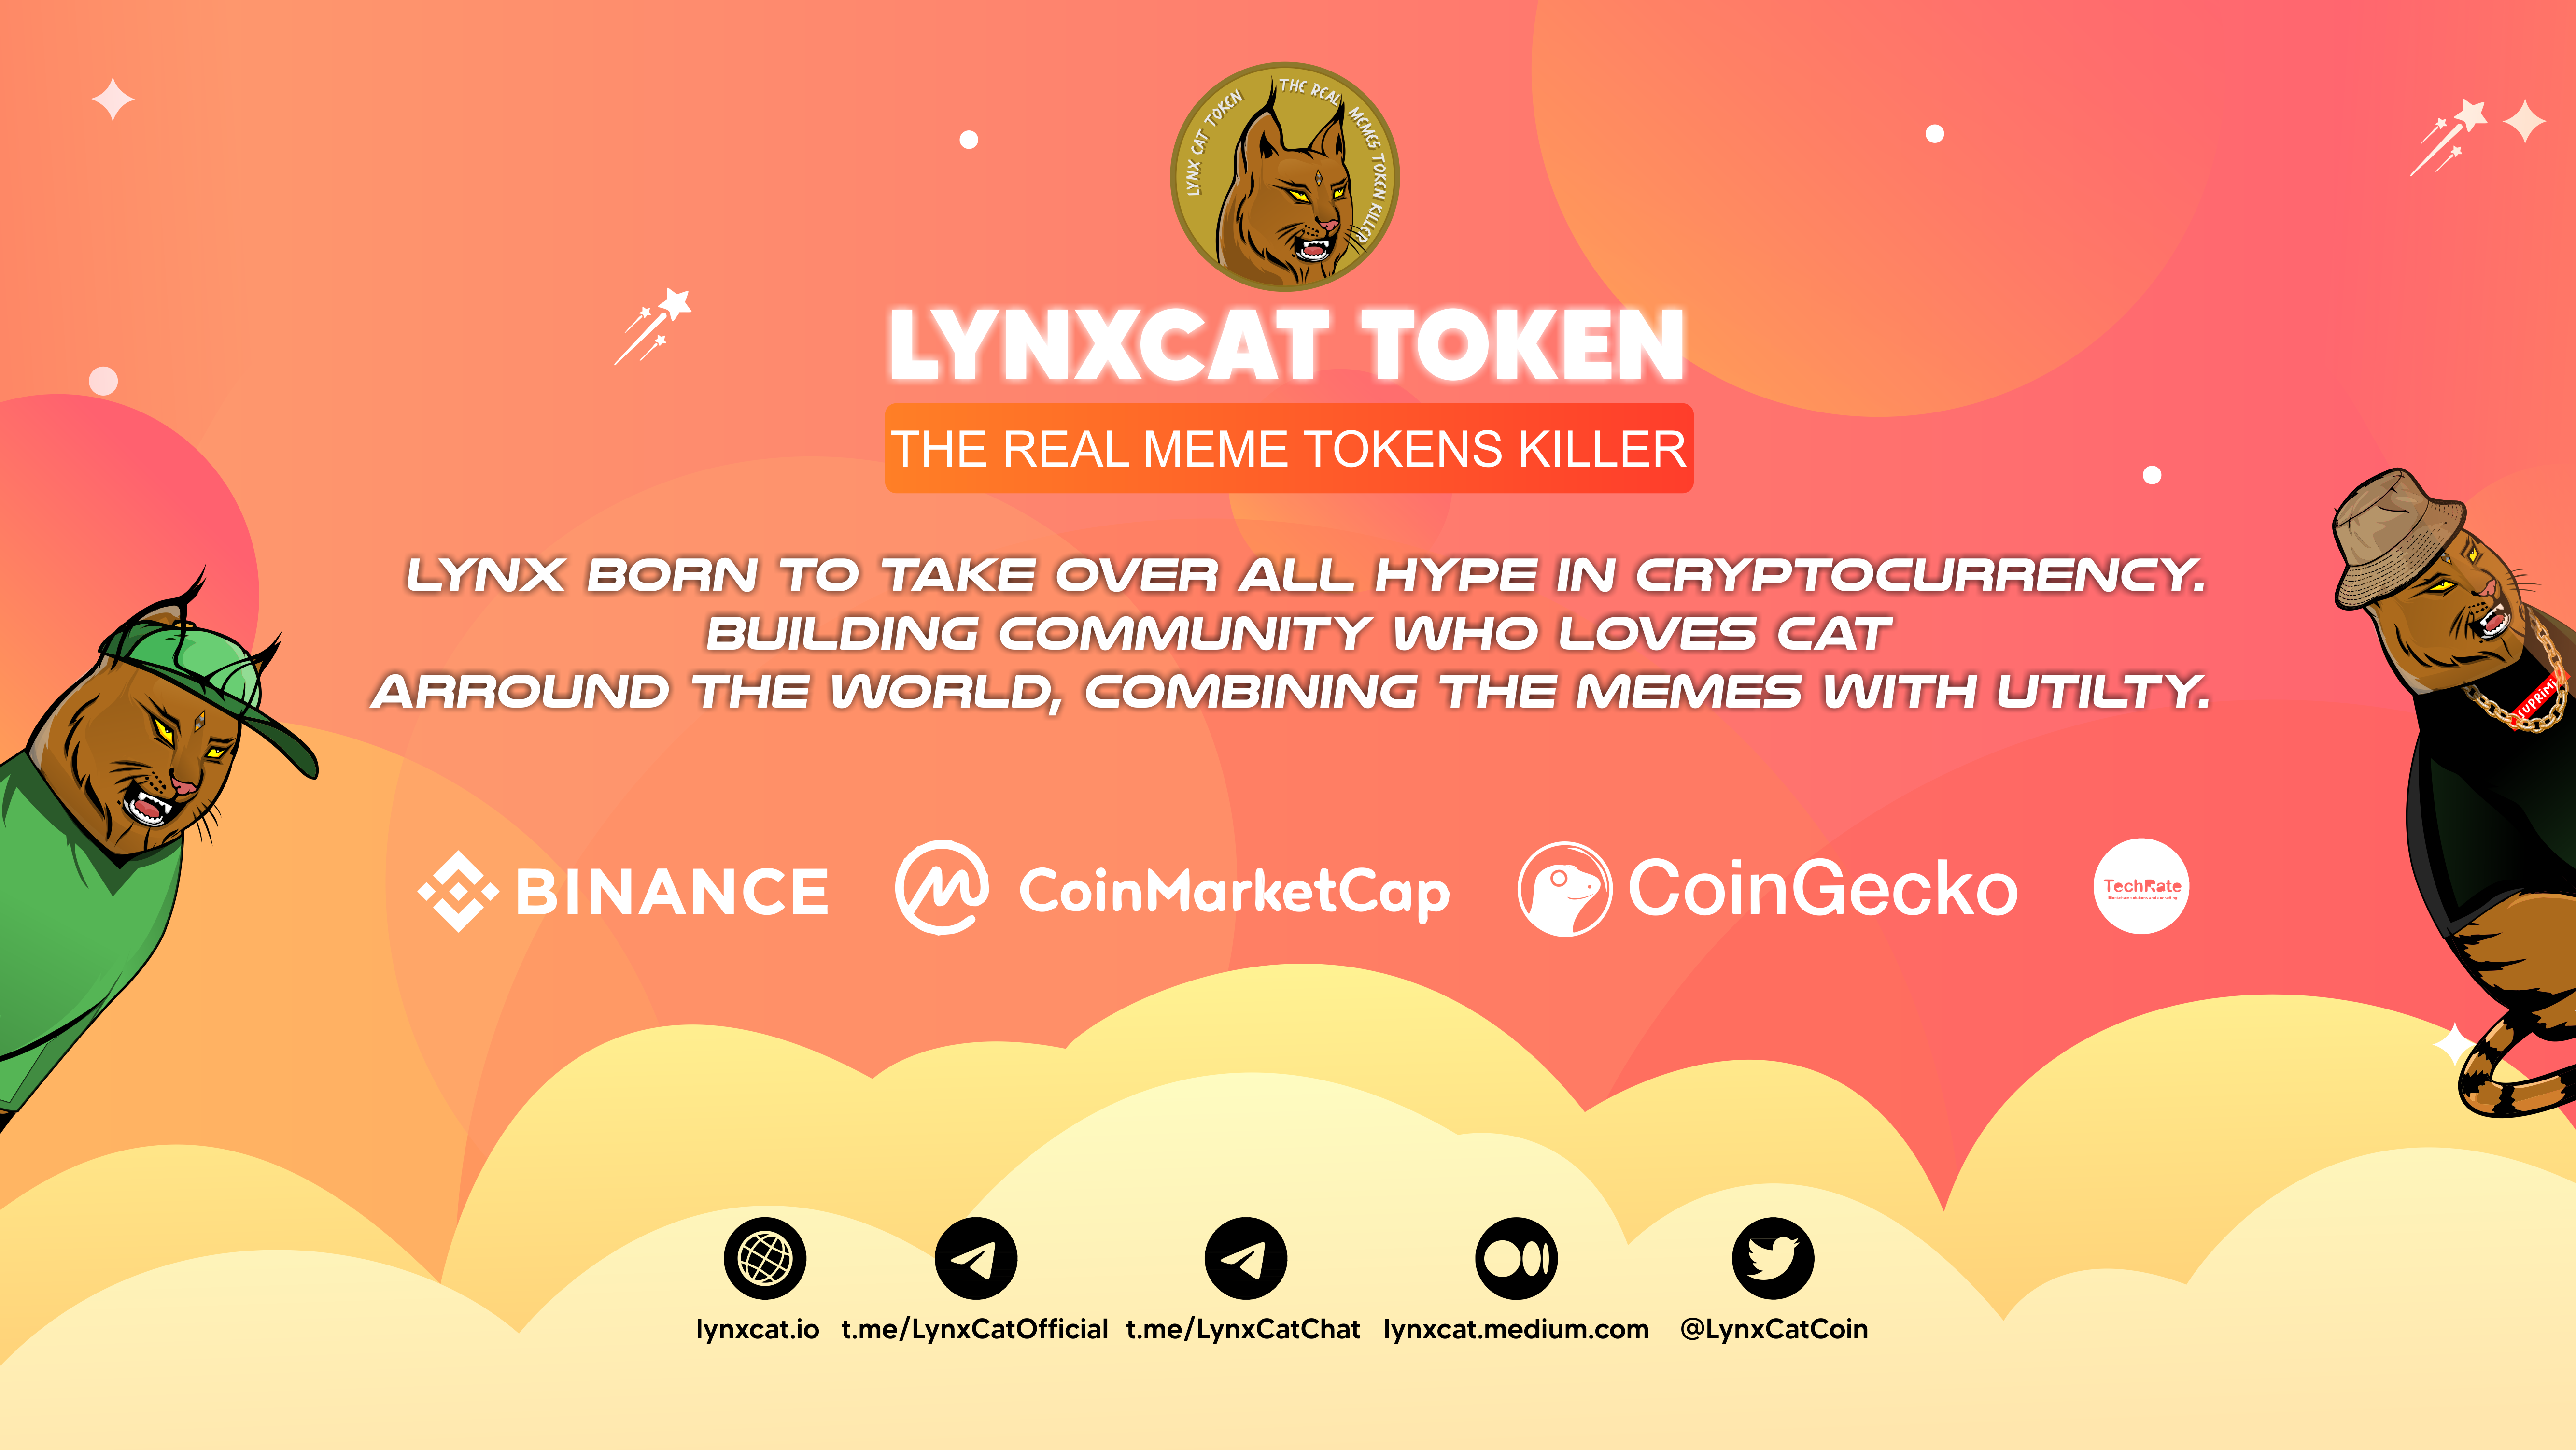 LYNX CAT TOKEN THE REAL MEMES TOKEN KILLER
LYNXCAT TOKEN
THE REAL MEME TOKENS KILLER
LYNX BORN TO TAKE OVER ALL HYPE IN CRYPTOCURRENCY.
BUILDING COMMUNITY WHO LOVES CAT
ARROUND THE WORLD, COMBINING THE MEMES WITH UTILTY.
SUPRIMI
BINANCE CoinMarketCap CoinGecko TechRate
lynxcat.io t.me/LynxCatOfficial t.me/LynxCatChat lynxcat.medium.com @LynxCatCoin